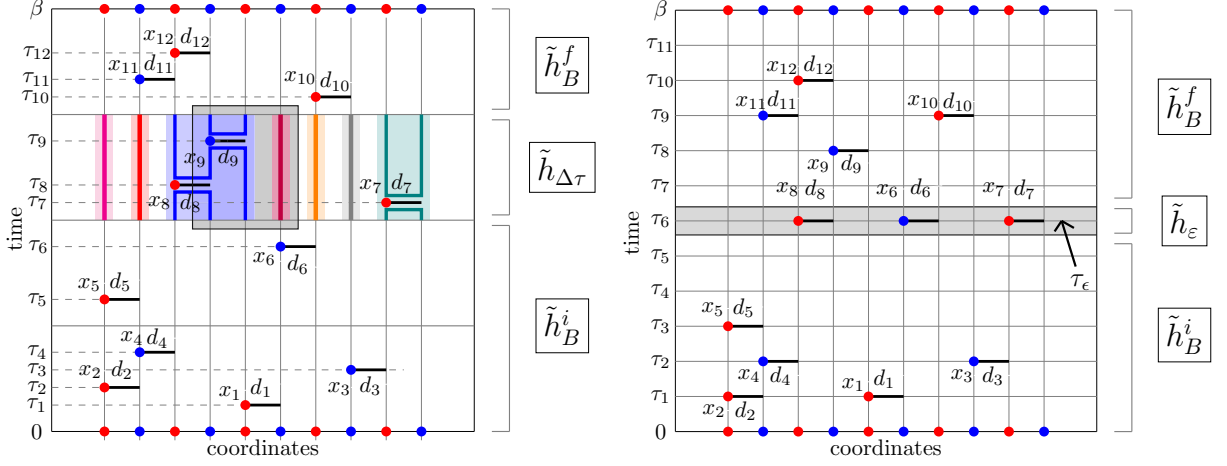 β
x₁₂ d₁₂
τ₁₂
x₁₁ d₁₁
τ₁₁
x₁₀ d₁₀
τ₁₀
h̃_B^f
τ₉
x₉ d₉
h̃_Δτ
x₇ d₇
τ₈
x₈ d₈
τ₇
τ₆
x₆ d₆
x₅ d₅
τ₅
h̃_B^i
x₄ d₄
τ₄
x₂ d₂
τ₃
x₃ d₃
τ₂
x₁ d₁
τ₁
0
time
coordinates
β
τ₁₁
x₁₂ d₁₂
τ₁₀
x₁₁ d₁₁
x₁₀ d₁₀
τ₉
h̃_B^f
τ₈
x₉ d₉
τ₇
x₈ d₈
x₆ d₆
x₇ d₇
τ₆
h̃_ε
τ_ϵ
τ₅
τ₄
x₅ d₅
τ₃
h̃_B^i
τ₂
x₄ d₄
x₃ d₃
x₁ d₁
τ₁
x₂ d₂
0
time
coordinates